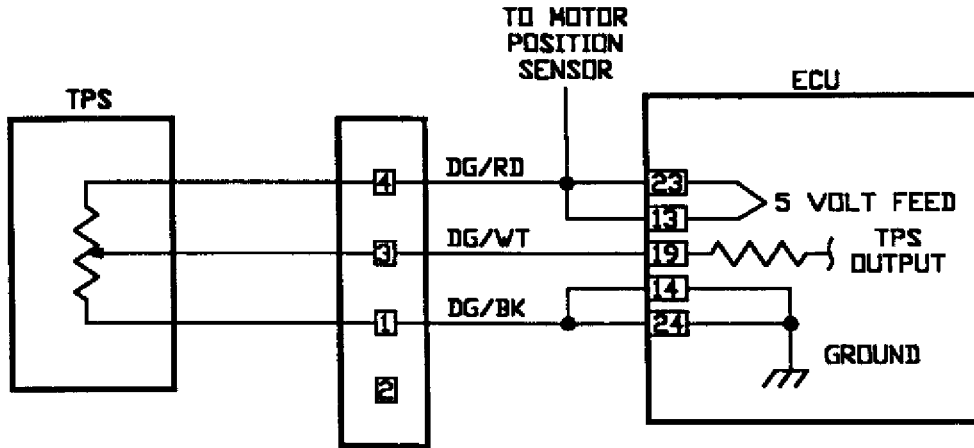 TO MOTOR
POSITION
SENSOR
ECU
TPS
4
DG/RD
23
5 VOLT FEED
13
3
DG/WT
19
TPS
OUTPUT
14
1
DG/BK
24
GROUND
2